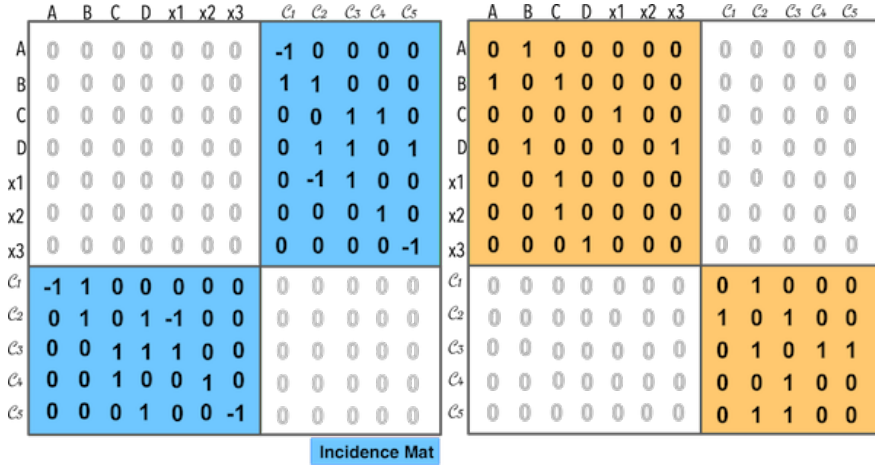 A B C D x1 x2 x3 C1 C2 C3 C4 C5 A B C D x1 x2 x3 C1 C2 C3 C4 C5
A 0 0 0 0 0 0 0 -1 0 0 0 0 A 0 1 0 0 0 0 0 0 0 0 0 0
B 0 0 0 0 0 0 0 1 1 0 0 0 B 1 0 1 0 0 0 0 0 0 0 0 0
C 0 0 0 0 0 0 0 0 0 1 1 0 C 0 0 0 0 1 0 0 0 0 0 0 0
D 0 0 0 0 0 0 0 0 1 1 0 1 D 0 1 0 0 0 0 1 0 0 0 0 0
x1 0 0 0 0 0 0 0 0 -1 1 0 0 x1 0 0 1 0 0 0 0 0 0 0 0 0
x2 0 0 0 0 0 0 0 0 0 0 1 0 x2 0 0 1 0 0 0 0 0 0 0 0 0
x3 0 0 0 0 0 0 0 0 0 0 0 -1 x3 0 0 0 1 0 0 0 0 0 0 0 0
C1 -1 1 0 0 0 0 0 0 0 0 0 0 C1 0 0 0 0 0 0 0 0 1 0 0 0
C2 0 1 0 1 -1 0 0 0 0 0 0 0 C2 0 0 0 0 0 0 0 1 0 1 0 0
C3 0 0 1 1 1 0 0 0 0 0 0 0 C3 0 0 0 0 0 0 0 0 1 0 1 1
C4 0 0 1 0 0 1 0 0 0 0 0 0 C4 0 0 0 0 0 0 0 0 0 1 0 0
C5 0 0 0 1 0 0 -1 0 0 0 0 0 C5 0 0 0 0 0 0 0 0 1 1 0 0
Incidence Mat